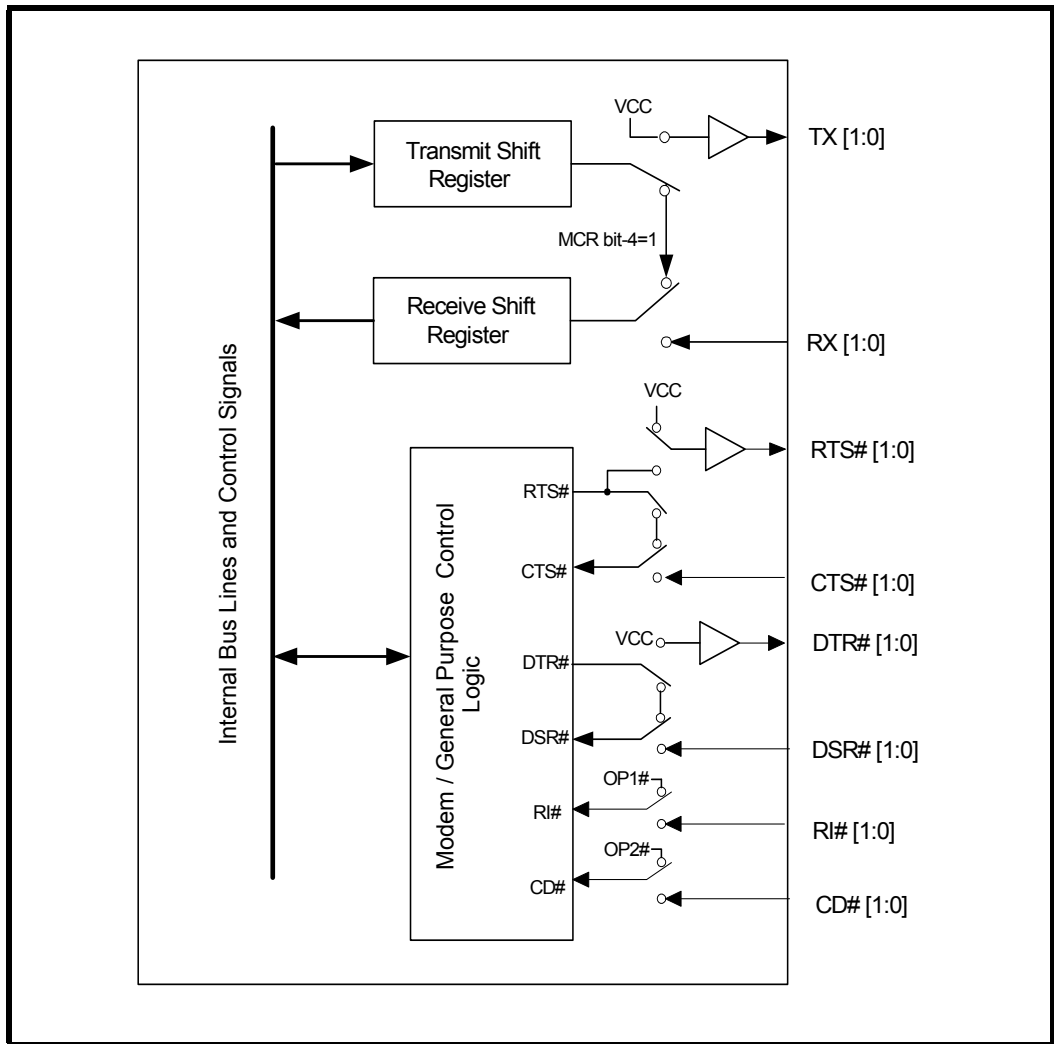 VCC
TX [1:0]
Transmit Shift
Register
MCR bit-4=1
Receive Shift
Register
RX [1:0]
Internal Bus Lines and Control Signals
VCC
RTS# [1:0]
Modem / General Purpose Control
Logic
RTS#
CTS#
CTS# [1:0]
VCC
DTR# [1:0]
DTR#
DSR#
DSR# [1:0]
OP1#
RI#
RI# [1:0]
OP2#
CD#
CD# [1:0]